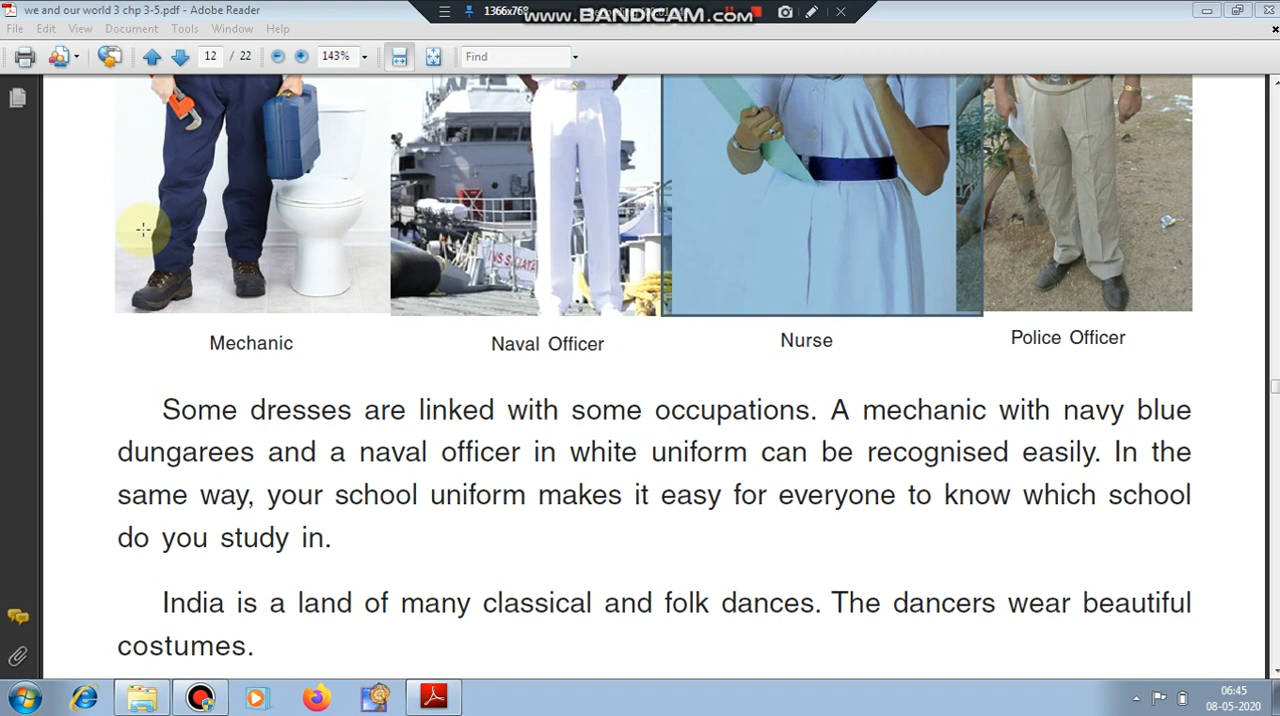 we and our world 3 chp 3-5.pdf - Adobe Reader
1366x768
www.BANDICAM.com
File Edit View Document Tools Window Help
12 / 22 143% Find
Mechanic Naval Officer Nurse Police Officer
Some dresses are linked with some occupations. A mechanic with navy blue
dungarees and a naval officer in white uniform can be recognised easily. In the
same way, your school uniform makes it easy for everyone to know which school
do you study in.
India is a land of many classical and folk dances. The dancers wear beautiful
costumes.
06:45
08-05-2020